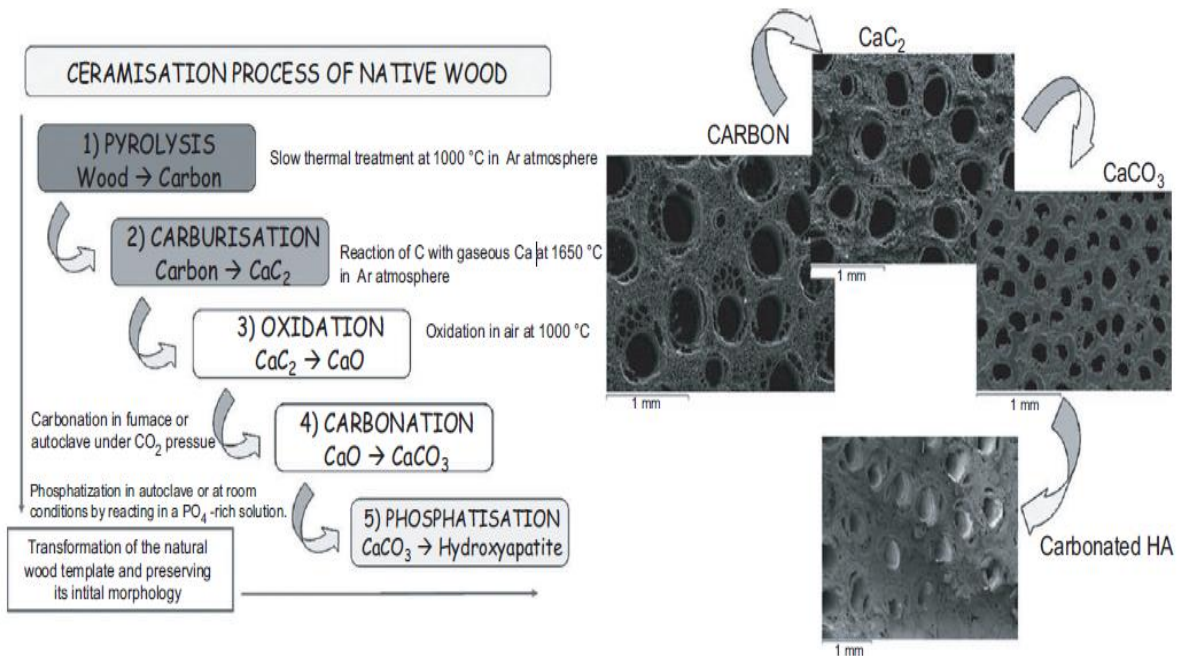 CERAMISATION PROCESS OF NATIVE WOOD
1) PYROLYSIS
Wood → Carbon
Slow thermal treatment at 1000 °C in Ar atmosphere
2) CARBURISATION
Carbon → CaC₂
Reaction of C with gaseous Ca at 1650 °C
in Ar atmosphere
3) OXIDATION
CaC₂ → CaO
Oxidation in air at 1000 °C
Carbonation in fumace or
autoclave under CO₂ pressue
4) CARBONATION
CaO → CaCO₃
Phosphatization in autoclave or at room
conditions by reacting in a PO₄ -rich solution.
5) PHOSPHATISATION
CaCO₃ → Hydroxyapatite
Transformation of the natural
wood template and preserving
its intital morphology
CARBON
1 mm
CaC₂
1 mm
CaCO₃
1 mm
Carbonated HA
1 mm